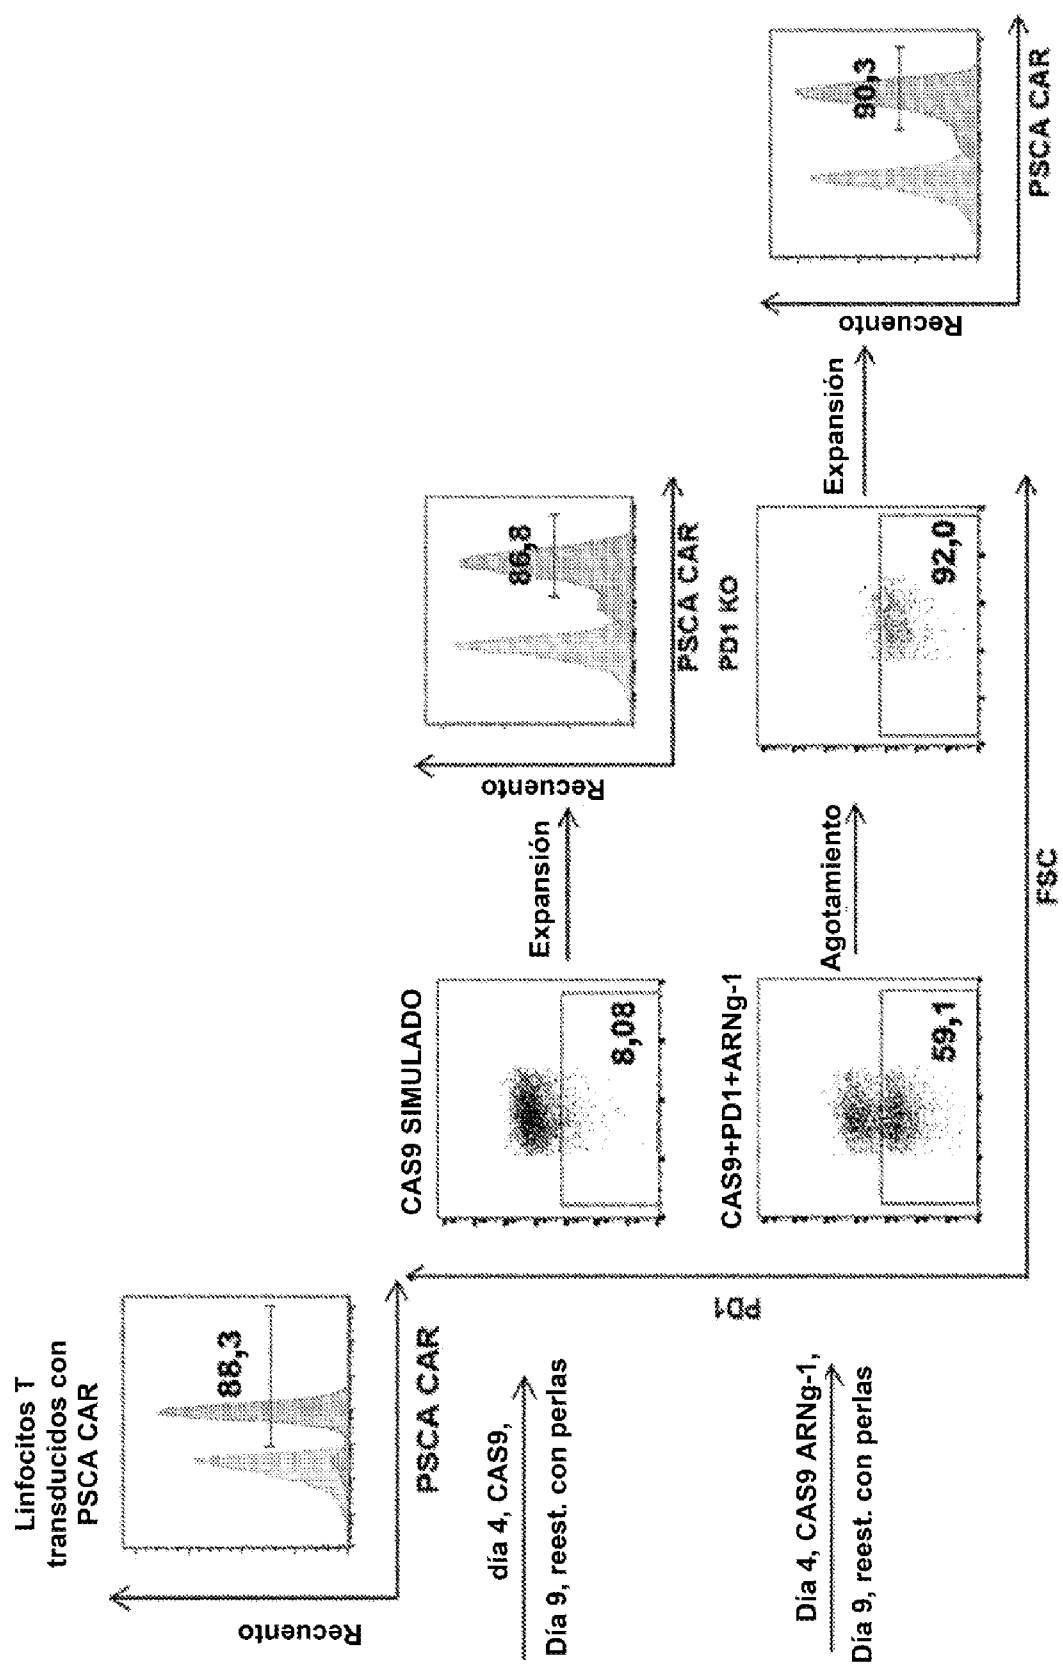 Linfocitos T
transducidos con
PSCA CAR
88,3
Recuento
PSCA CAR
día 4, CAS9,
Día 9, reest. con perlas
CAS9 SIMULADO
8,08
Expansión
86,8
Recuento
PSCA CAR
Día 4, CAS9 ARNg-1,
Día 9, reest. con perlas
PD1
CAS9+PD1+ARNg-1
59,1
Agotamiento
PD1 KO
92,0
Expansión
90,3
Recuento
PSCA CAR
FSC